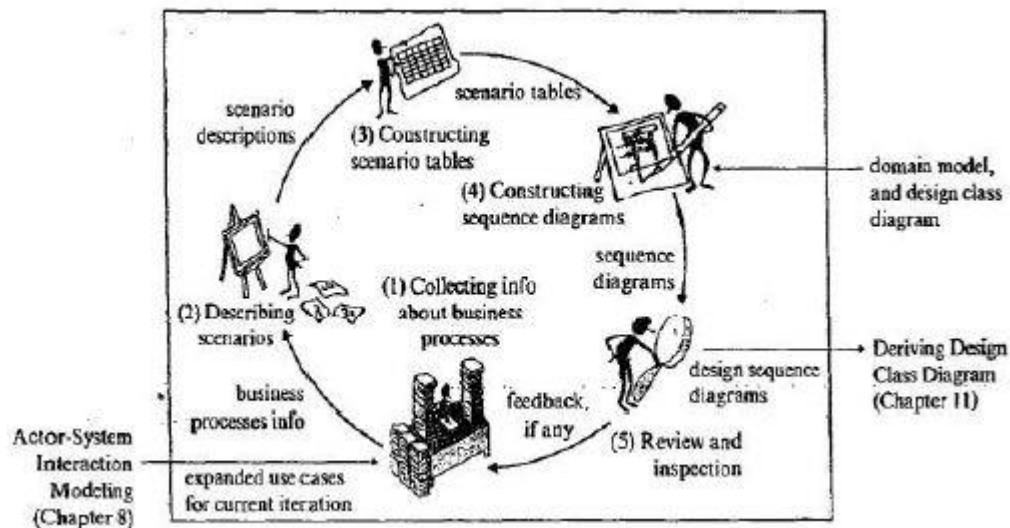 scenario
descriptions
scenario tables
(3) Constructing
scenario tables
(4) Constructing
sequence diagrams
domain model,
and design class
diagram
sequence
diagrams
(1) Collecting info
about business
processes
(2) Describing
scenarios
business
processes info
feedback,
if any
design sequence
diagrams
Deriving Design
Class Diagram
(Chapter 11)
(5) Review and
inspection
Actor-System
Interaction
Modeling
(Chapter 8)
expanded use cases
for current iteration